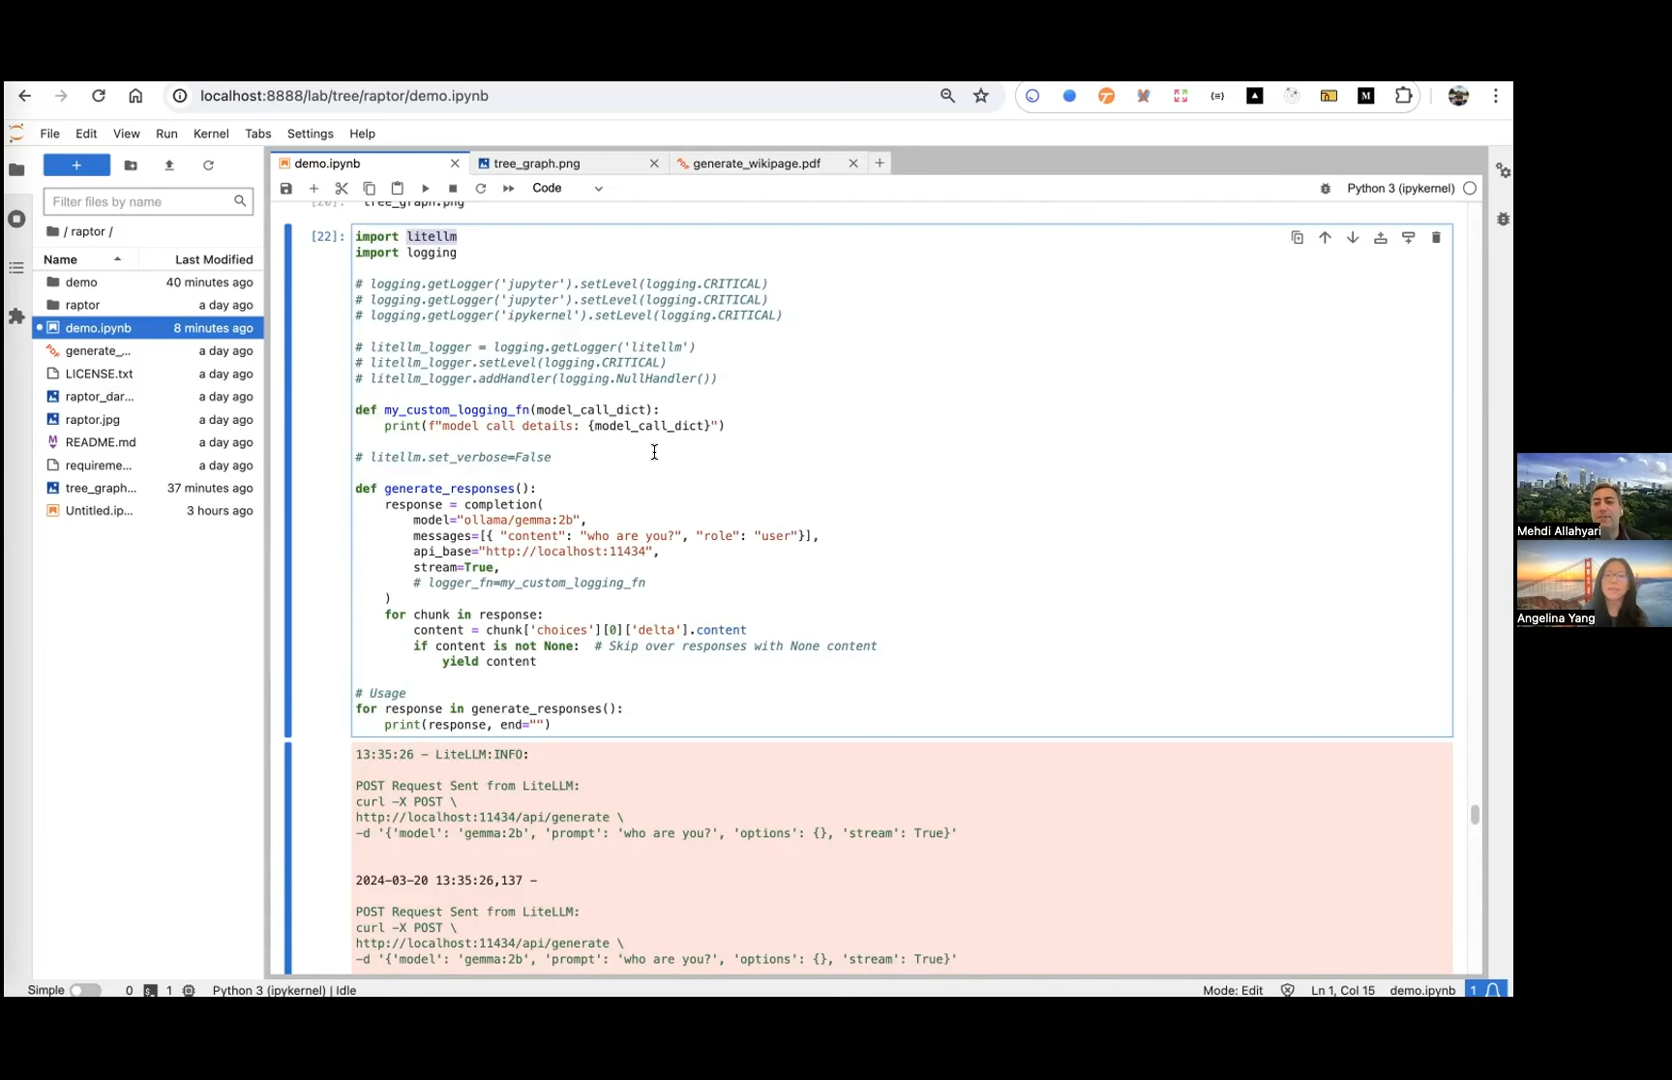 localhost:8888/lab/tree/raptor/demo.ipynb
File Edit View Run Kernel Tabs Settings Help
demo.ipynb
tree_graph.png
generate_wikipage.pdf
Code
Python 3 (ipykernel)
Filter files by name
/ raptor /
Name Last Modified
demo 40 minutes ago
raptor a day ago
demo.ipynb 8 minutes ago
generate_... a day ago
LICENSE.txt a day ago
raptor_dar... a day ago
raptor.jpg a day ago
README.md a day ago
requireme... a day ago
tree_graph... 37 minutes ago
Untitled.ip... 3 hours ago
[20]: tree_graph.png
[22]: import litellm
import logging
# logging.getLogger('jupyter').setLevel(logging.CRITICAL)
# logging.getLogger('jupyter').setLevel(logging.CRITICAL)
# logging.getLogger('ipykernel').setLevel(logging.CRITICAL)
# litellm_logger = logging.getLogger('litellm')
# litellm_logger.setLevel(logging.CRITICAL)
# litellm_logger.addHandler(logging.NullHandler())
def my_custom_logging_fn(model_call_dict):
print(f"model call details: {model_call_dict}")
# litellm.set_verbose=False
def generate_responses():
response = completion(
model="ollama/gemma:2b",
messages=[{ "content": "who are you?", "role": "user"}],
api_base="http://localhost:11434",
stream=True,
# logger_fn=my_custom_logging_fn
)
for chunk in response:
content = chunk['choices'][0]['delta'].content
if content is not None: # Skip over responses with None content
yield content
# Usage
for response in generate_responses():
print(response, end="")
13:35:26 - LiteLLM:INFO:
POST Request Sent from LiteLLM:
curl -X POST \
http://localhost:11434/api/generate \
-d '{'model': 'gemma:2b', 'prompt': 'who are you?', 'options': {}, 'stream': True}'
2024-03-20 13:35:26,137 -
POST Request Sent from LiteLLM:
curl -X POST \
http://localhost:11434/api/generate \
-d '{'model': 'gemma:2b', 'prompt': 'who are you?', 'options': {}, 'stream': True}'
Simple 0 1 Python 3 (ipykernel) | Idle Mode: Edit Ln 1, Col 15 demo.ipynb 1
Mehdi Allahyari
Angelina Yang